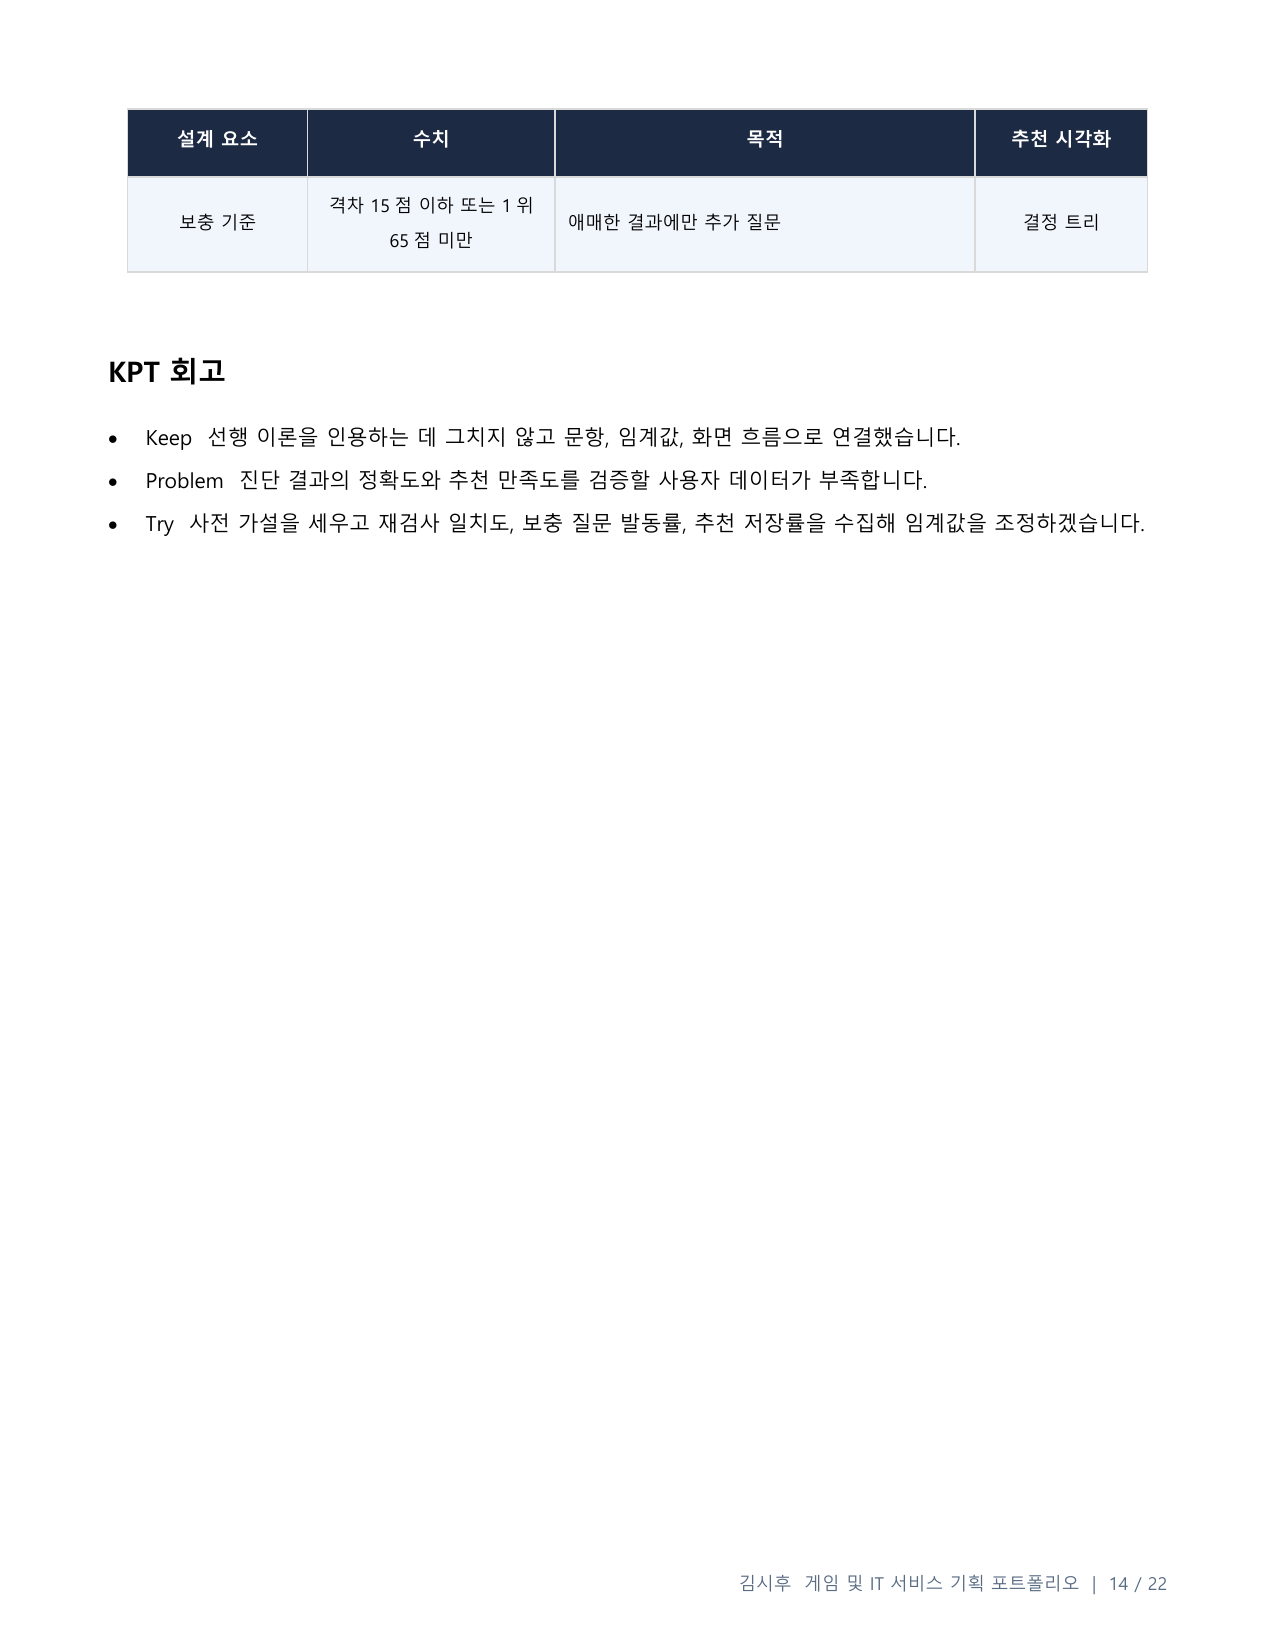 설계 요소 수치 목적 추천 시각화
보충 기준 격차 15 점 이하 또는 1 위 65 점 미만 애매한 결과에만 추가 질문 결정 트리
KPT 회고
• Keep 선행 이론을 인용하는 데 그치지 않고 문항, 임계값, 화면 흐름으로 연결했습니다.
• Problem 진단 결과의 정확도와 추천 만족도를 검증할 사용자 데이터가 부족합니다.
• Try 사전 가설을 세우고 재검사 일치도, 보충 질문 발동률, 추천 저장률을 수집해 임계값을 조정하겠습니다.
김시후 게임 및 IT 서비스 기획 포트폴리오 | 14 / 22